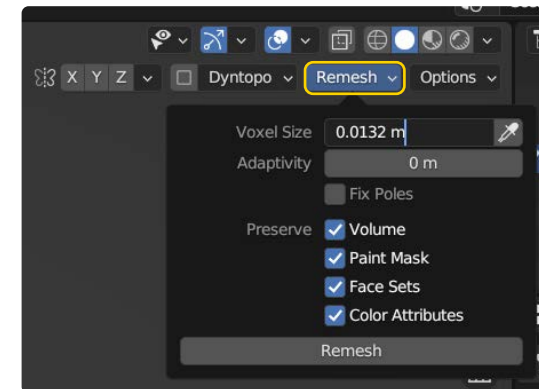 X Y Z Dyntopo Remesh Options
Voxel Size 0.0132 m
Adaptivity 0 m
Fix Poles
Preserve Volume
Paint Mask
Face Sets
Color Attributes
Remesh